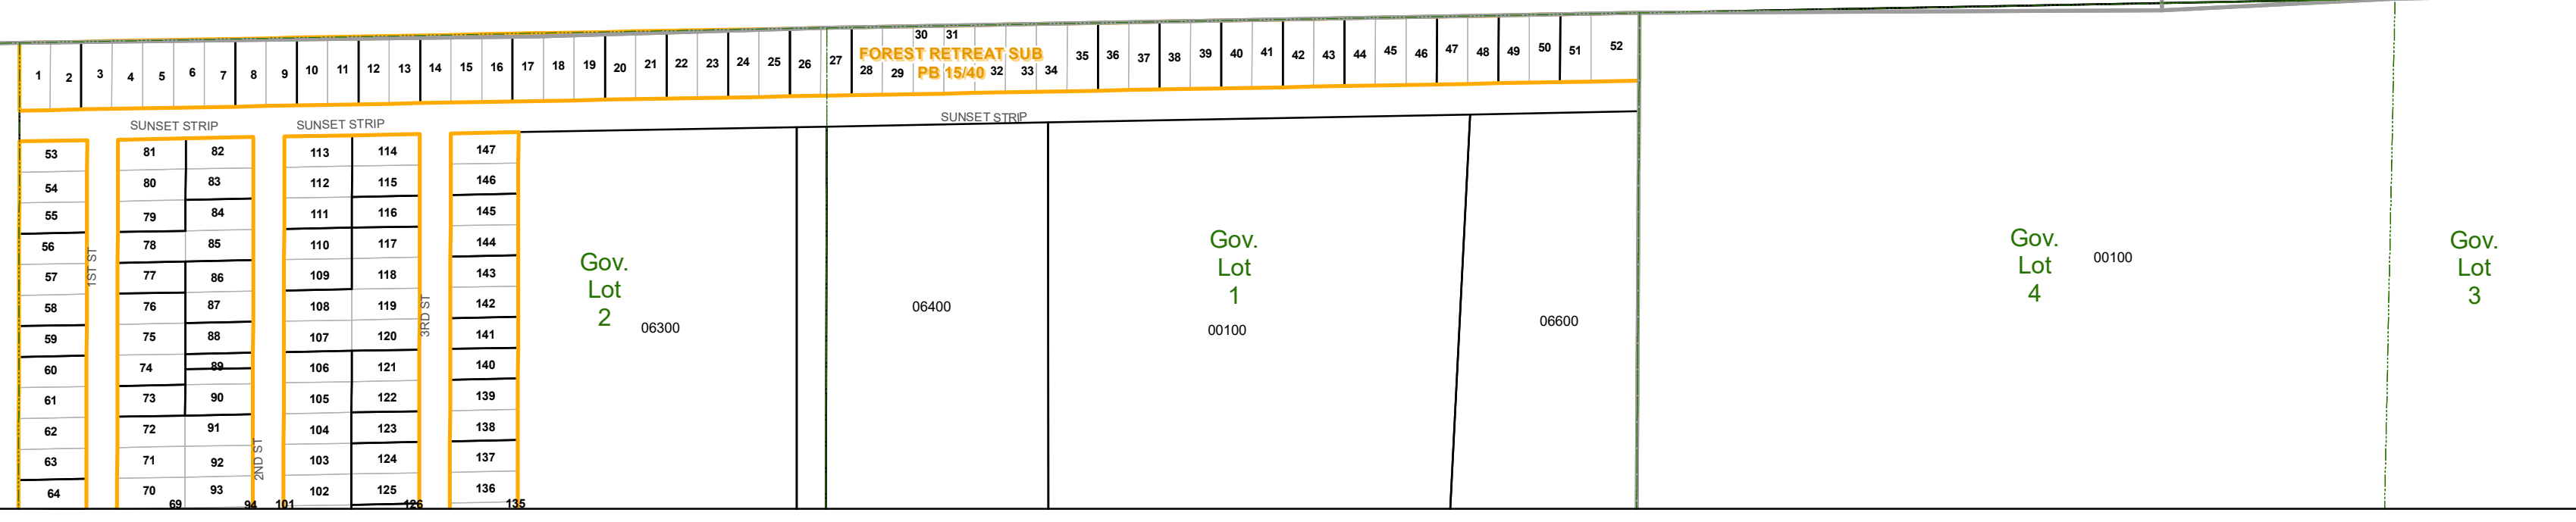 1 2 3 4 5 6 7 8 9 10 11 12 13 14 15 16 17 18 19 20 21 22 23 24 25 26 27 28 29 30 31 32 33 34 35 36 37 38 39 40 41 42 43 44 45 46 47 48 49 50 51 52
FOREST RETREAT SUB
PB 15/40
SUNSET STRIP SUNSET STRIP SUNSET STRIP
53 81 82 113 114 147
54 80 83 112 115 146
55 79 84 111 116 145
56 78 85 110 117 144
57 77 86 109 118 143
58 76 87 108 119 142
59 75 88 107 120 141
60 74 89 106 121 140
61 73 90 105 122 139
62 72 91 104 123 138
63 71 92 103 124 137
64 70 93 102 125 136
69 94 101 126 135
1ST ST
2ND ST
3RD ST
Gov.
Lot
2
06300
06400
Gov.
Lot
1
00100
06600
Gov.
Lot
4
00100
Gov.
Lot
3